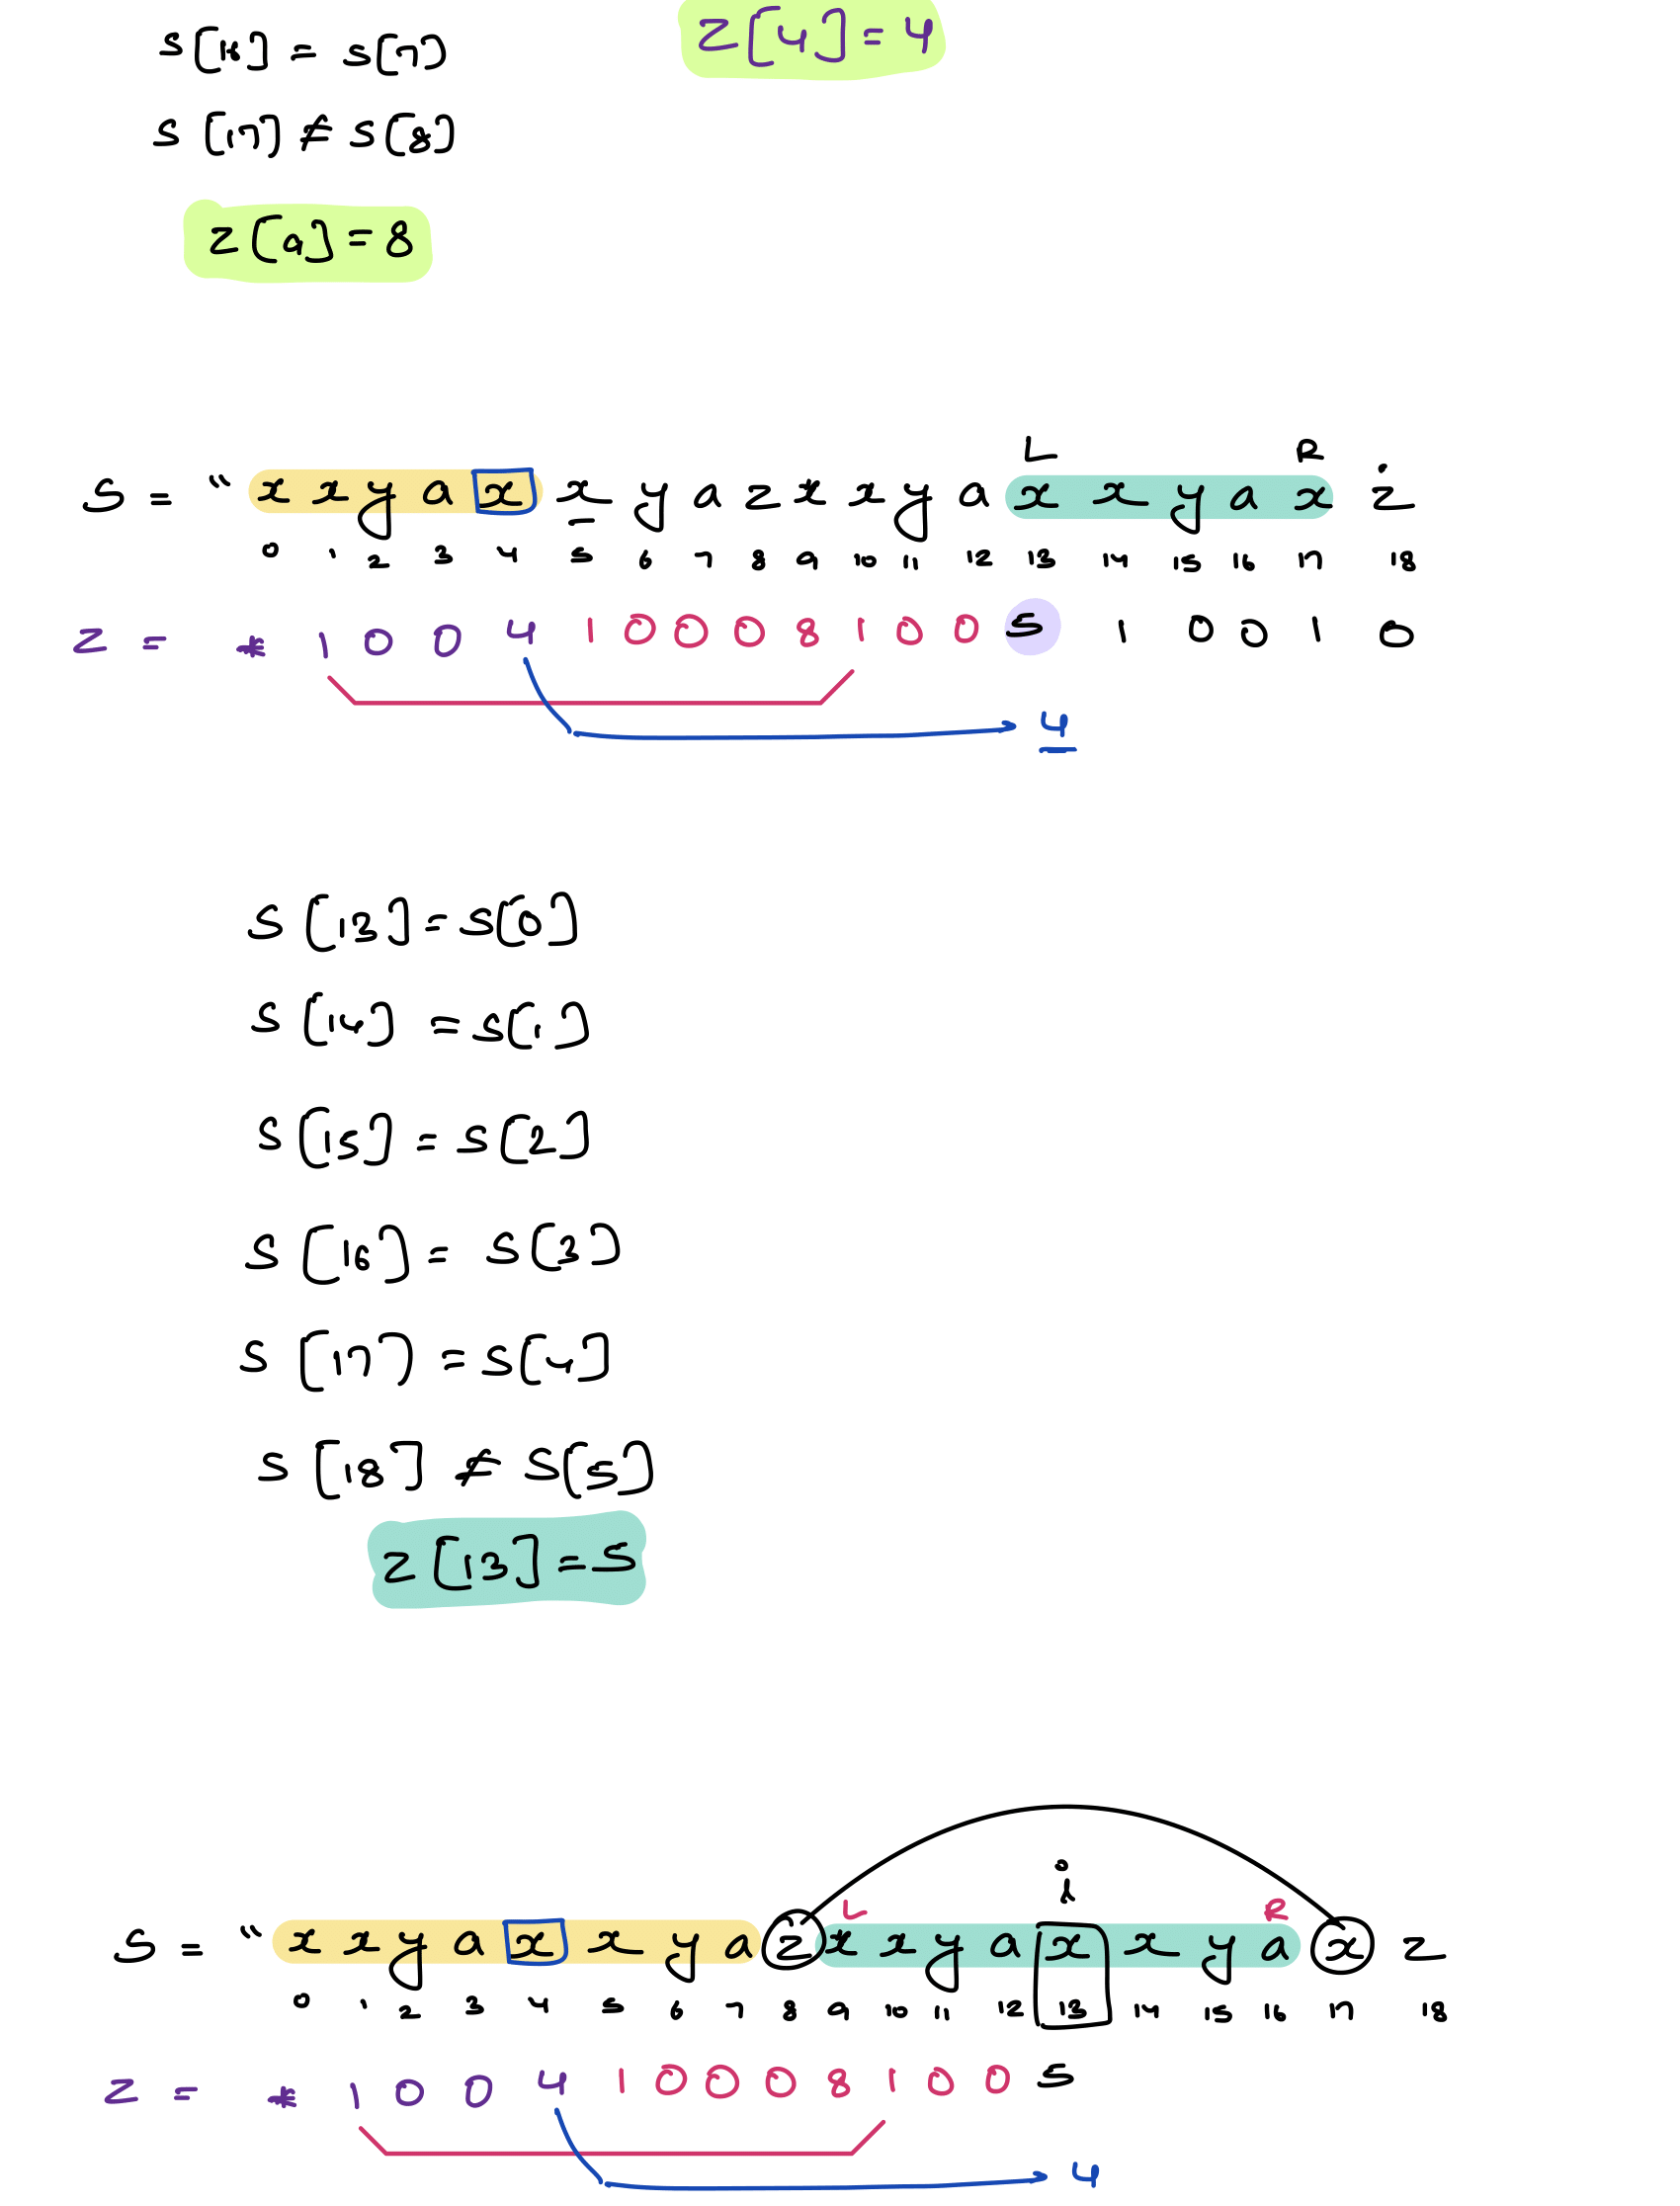 S[16] = S[7]
Z[4] = 4
S[17] ≠ S[8]
Z[9] = 8
L R
S = " x x y a x x y a z x x y a x x y a x z
0 1 2 3 4 5 6 7 8 9 10 11 12 13 14 15 16 17 18
Z = * 1 0 0 4 1 0 0 0 8 1 0 0 5 1 0 0 1 0
4
S[13] = S[0]
S[14] = S[1]
S[15] = S[2]
S[16] = S[3]
S[17] = S[4]
S[18] ≠ S[5]
Z[13] = 5
i
L R
S = " x x y a x x y a z x x y a x x y a x z
0 1 2 3 4 5 6 7 8 9 10 11 12 13 14 15 16 17 18
Z = * 1 0 0 4 1 0 0 0 8 1 0 0 5
4